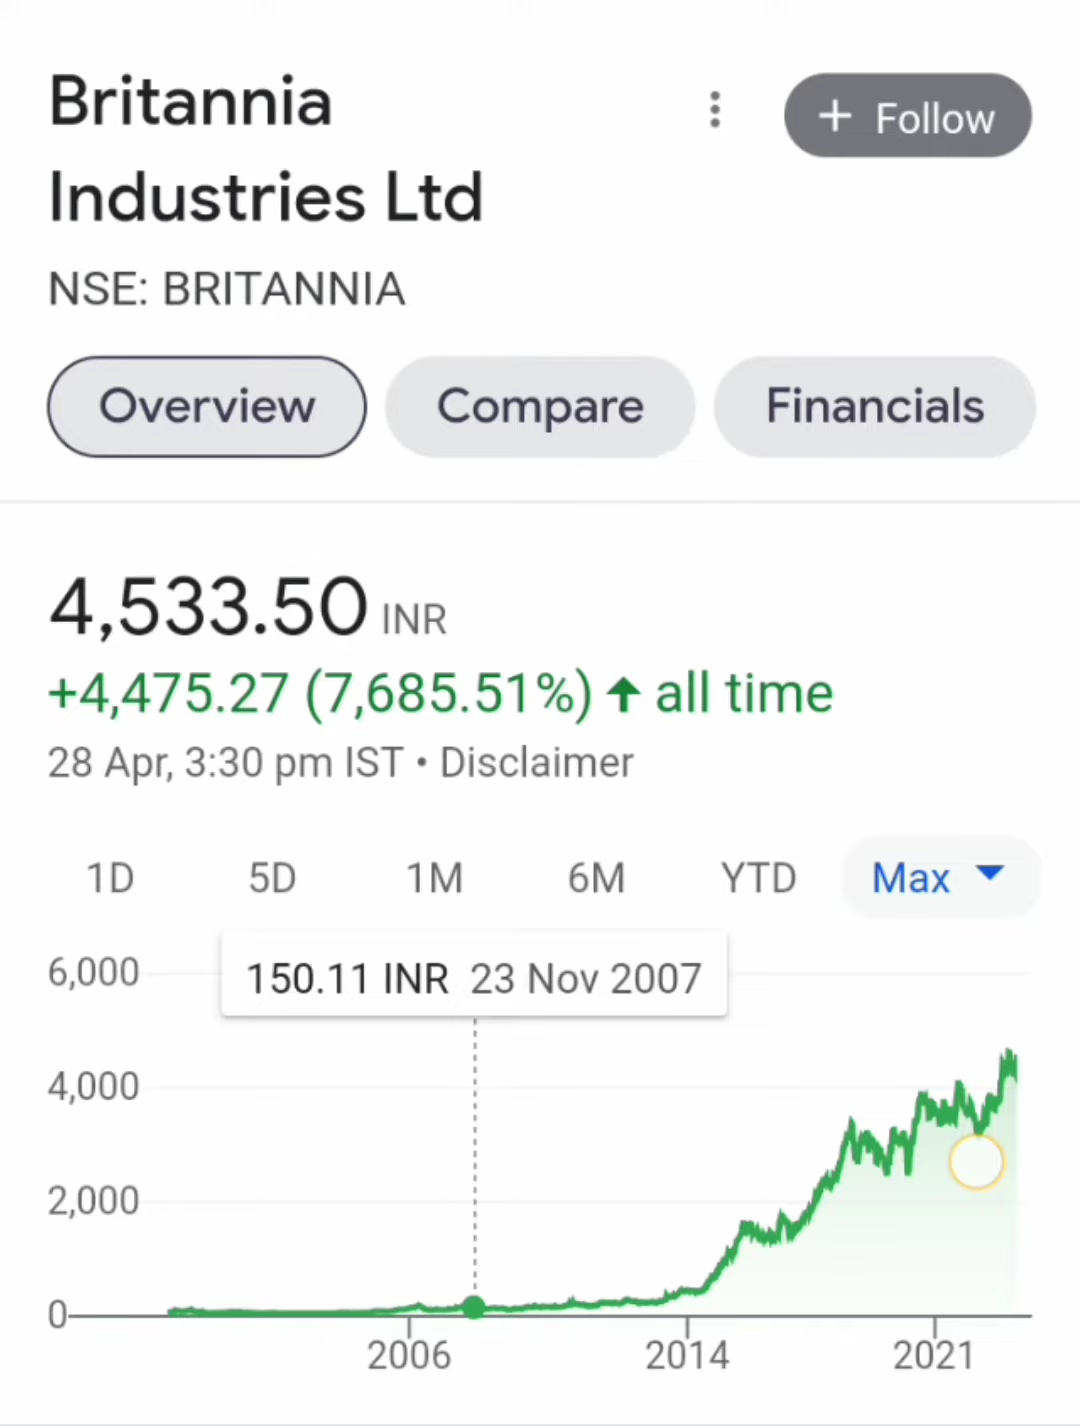 Britannia
Industries Ltd
+ Follow
NSE: BRITANNIA
Overview Compare Financials
4,533.50 INR
+4,475.27 (7,685.51%) ↑ all time
28 Apr, 3:30 pm IST • Disclaimer
1D 5D 1M 6M YTD Max
150.11 INR 23 Nov 2007
6,000
4,000
2,000
0
2006 2014 2021